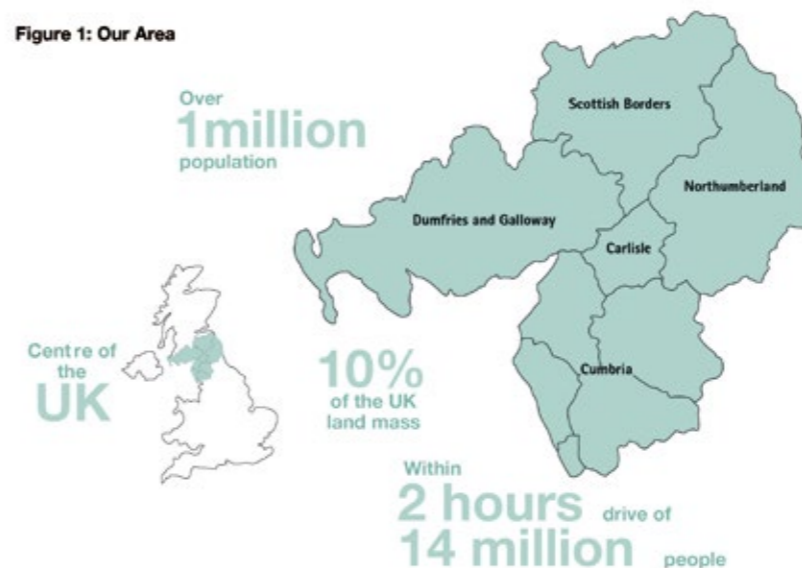 Figure 1: Our Area
Over
1million
population
Scottish Borders
Northumberland
Dumfries and Galloway
Carlisle
Cumbria
Centre of
the
UK
10%
of the UK
land mass
Within
2 hours drive of
14 million people